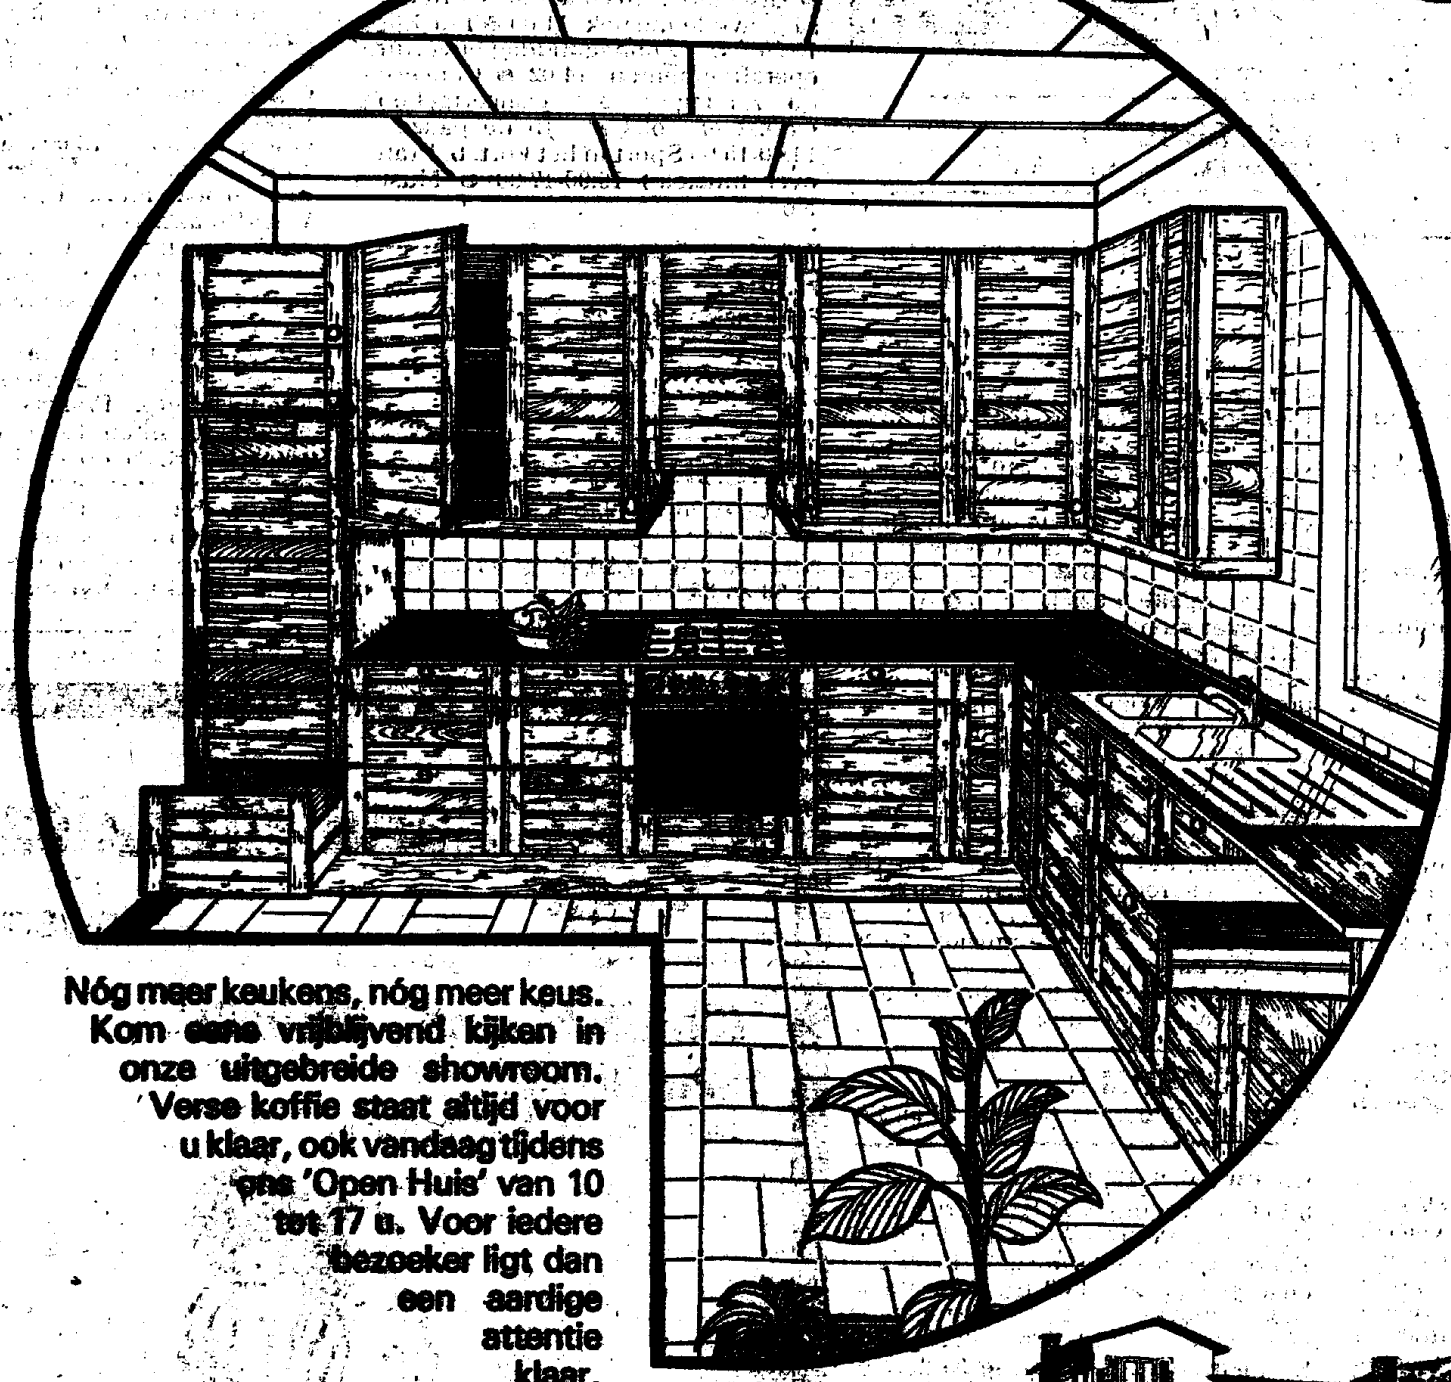 Nóg meer keukens, nóg meer keus.
Kom eens vrijblijvend kijken in
onze uitgebreide showroom.
Verse koffie staat altijd voor
u klaar, ook vandaag tijdens
ons 'Open Huis' van 10
tot 17 u. Voor iedere
bezoeker ligt dan
een aardige
attentie
klaar.